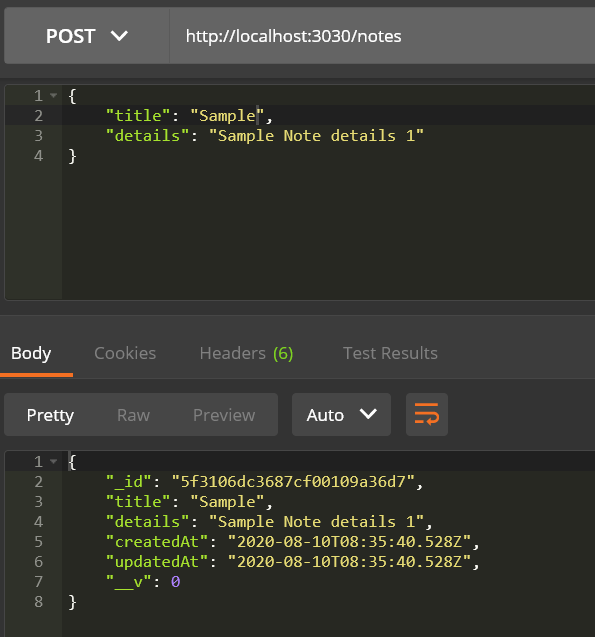 POST http://localhost:3030/notes
1 {
2 "title": "Sample",
3 "details": "Sample Note details 1"
4 }
Body Cookies Headers (6) Test Results
Pretty Raw Preview Auto
1 {
2 "_id": "5f3106dc3687cf00109a36d7",
3 "title": "Sample",
4 "details": "Sample Note details 1",
5 "createdAt": "2020-08-10T08:35:40.528Z",
6 "updatedAt": "2020-08-10T08:35:40.528Z",
7 "__v": 0
8 }